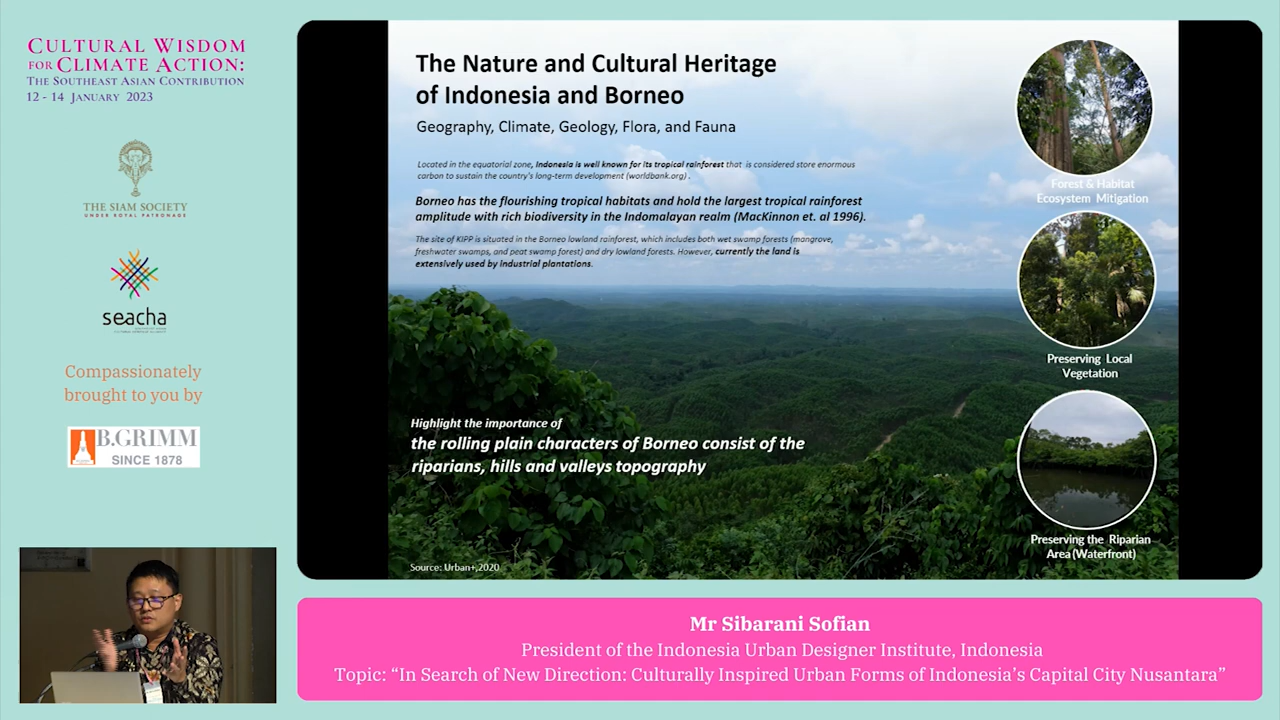 CULTURAL WISDOM
FOR CLIMATE ACTION:
THE SOUTHEAST ASIAN CONTRIBUTION
12 - 14 JANUARY 2023
THE SIAM SOCIETY
UNDER ROYAL PATRONAGE
seacha
Compassionately
brought to you by
B.GRIMM
SINCE 1878
The Nature and Cultural Heritage
of Indonesia and Borneo
Geography, Climate, Geology, Flora, and Fauna
Located in the equatorial zone, Indonesia is well known for its tropical rainforest that is considered store enormous
carbon to sustain the country's long-term development (worldbank.org) .
Borneo has the flourishing tropical habitats and hold the largest tropical rainforest
amplitude with rich biodiversity in the Indomalayan realm (MacKinnon et. al 1996).
The site of KIPP is situated in the Borneo lowland rainforest, which includes both wet swamp forests (mangrove,
freshwater swamps, and peat swamp forest) and dry lowland forests. However, currently the land is
extensively used by industrial plantations.
Highlight the importance of
the rolling plain characters of Borneo consist of the
riparians, hills and valleys topography
Source: Urban+,2020
Forest & Habitat
Ecosystem Mitigation
Preserving Local
Vegetation
Preserving the Riparian
Area (Waterfront)
Mr Sibarani Sofian
President of the Indonesia Urban Designer Institute, Indonesia
Topic: “In Search of New Direction: Culturally Inspired Urban Forms of Indonesia’s Capital City Nusantara”